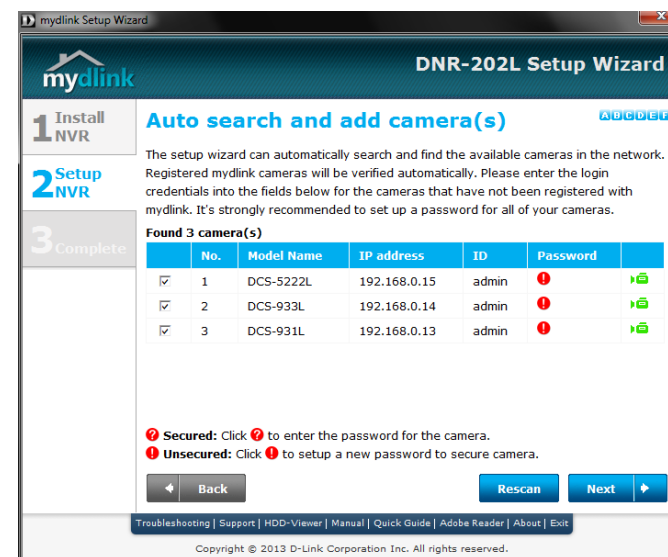 mydlink Setup Wizard
mydlink
DNR-202L Setup Wizard
1 Install NVR
2 Setup NVR
3 Complete
Auto search and add camera(s)
A B C D E F
The setup wizard can automatically search and find the available cameras in the network.
Registered mydlink cameras will be verified automatically. Please enter the login
credentials into the fields below for the cameras that have not been registered with
mydlink. It's strongly recommended to set up a password for all of your cameras.
Found 3 camera(s)
No. Model Name IP address ID Password
1 DCS-5222L 192.168.0.15 admin !
2 DCS-933L 192.168.0.14 admin !
3 DCS-931L 192.168.0.13 admin !
? Secured: Click ? to enter the password for the camera.
! Unsecured: Click ! to setup a new password to secure camera.
Back
Rescan
Next
Troubleshooting | Support | HDD-Viewer | Manual | Quick Guide | Adobe Reader | About | Exit
Copyright © 2013 D-Link Corporation Inc. All rights reserved.